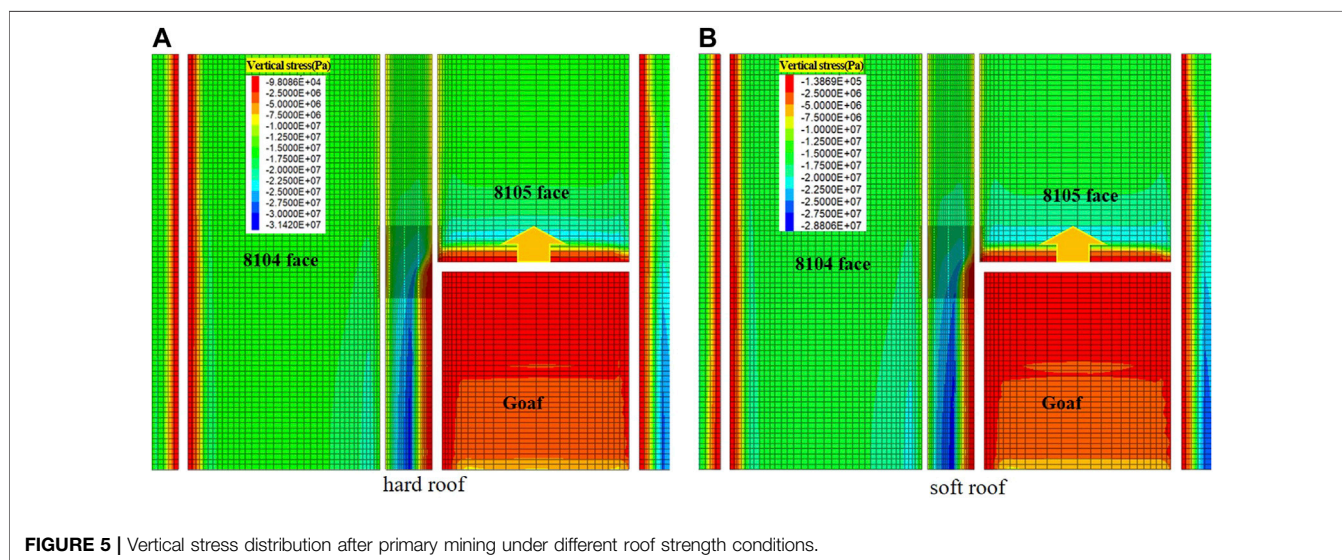 A
Vertical stress(Pa)
-9.8086E+04
-2.5000E+06
-5.0000E+06
-7.5000E+06
-1.0000E+07
-1.2500E+07
-1.5000E+07
-1.7500E+07
-2.0000E+07
-2.2500E+07
-2.5000E+07
-2.7500E+07
-3.0000E+07
-3.1420E+07
8105 face
8104 face
Goaf
hard roof
B
Vertical stress(Pa)
-1.3869E+05
-2.5000E+06
-5.0000E+06
-7.5000E+06
-1.0000E+07
-1.2500E+07
-1.5000E+07
-1.7500E+07
-2.0000E+07
-2.2500E+07
-2.5000E+07
-2.7500E+07
-2.8806E+07
8105 face
8104 face
Goaf
soft roof
FIGURE 5 | Vertical stress distribution after primary mining under different roof strength conditions.